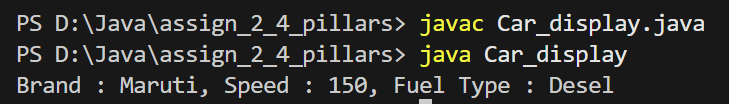 PS D:\Java\assign_2_4_pillars> javac Car_display.java
PS D:\Java\assign_2_4_pillars> java Car_display
Brand : Maruti, Speed : 150, Fuel Type : Desel